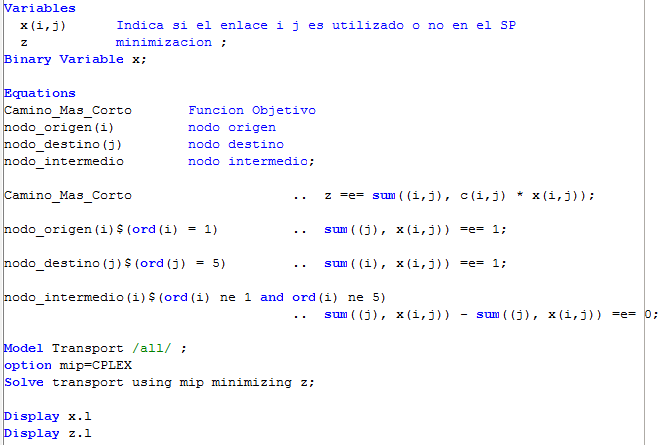 Variables
x(i,j) Indica si el enlace i j es utilizado o no en el SP
z minimizacion ;
Binary Variable x;
Equations
Camino_Mas_Corto Funcion Objetivo
nodo_origen(i) nodo origen
nodo_destino(j) nodo destino
nodo_intermedio nodo intermedio;
Camino_Mas_Corto .. z =e= sum((i,j), c(i,j) * x(i,j));
nodo_origen(i)$(ord(i) = 1) .. sum((j), x(i,j)) =e= 1;
nodo_destino(j)$(ord(j) = 5) .. sum((i), x(i,j)) =e= 1;
nodo_intermedio(i)$(ord(i) ne 1 and ord(i) ne 5)
.. sum((j), x(i,j)) - sum((j), x(i,j)) =e= 0;
Model Transport /all/ ;
option mip=CPLEX
Solve transport using mip minimizing z;
Display x.l
Display z.l